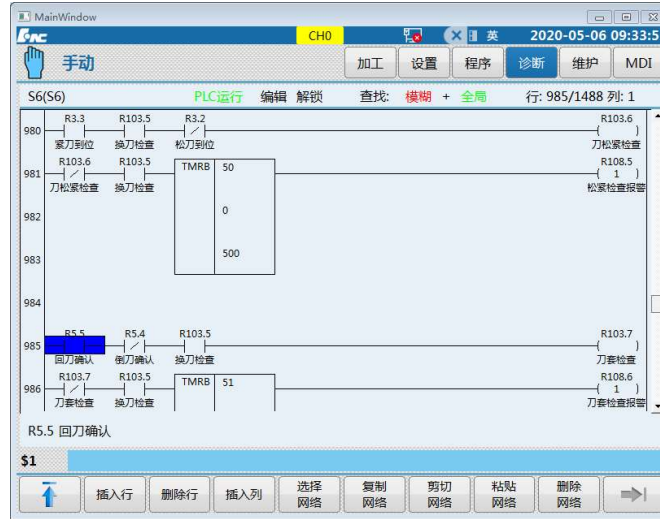 MainWindow
CH0
英
2020-05-06 09:33:5
手动
加工 设置 程序 诊断 维护 MDI
S6(S6) PLC运行 编辑 解锁 查找: 模糊 + 全局 行: 985/1488 列: 1
R3.3 R103.5 R3.2 R103.6
980
紧刀到位 换刀检查 松刀到位 刀松紧检查
R103.6 R103.5 TMRB 50 R108.5
981 1
刀松紧检查 换刀检查 松紧检查报警
982 0
983 500
984
R5.5 R5.4 R103.5 R103.7
985
回刀确认 倒刀确认 换刀检查 刀套检查
R103.7 R103.5 TMRB 51 R108.6
986 1
刀套检查 换刀检查 刀套检查报警
R5.5 回刀确认
$1
插入行 删除行 插入列 选择 复制 剪切 粘贴 删除
网络 网络 网络 网络 网络